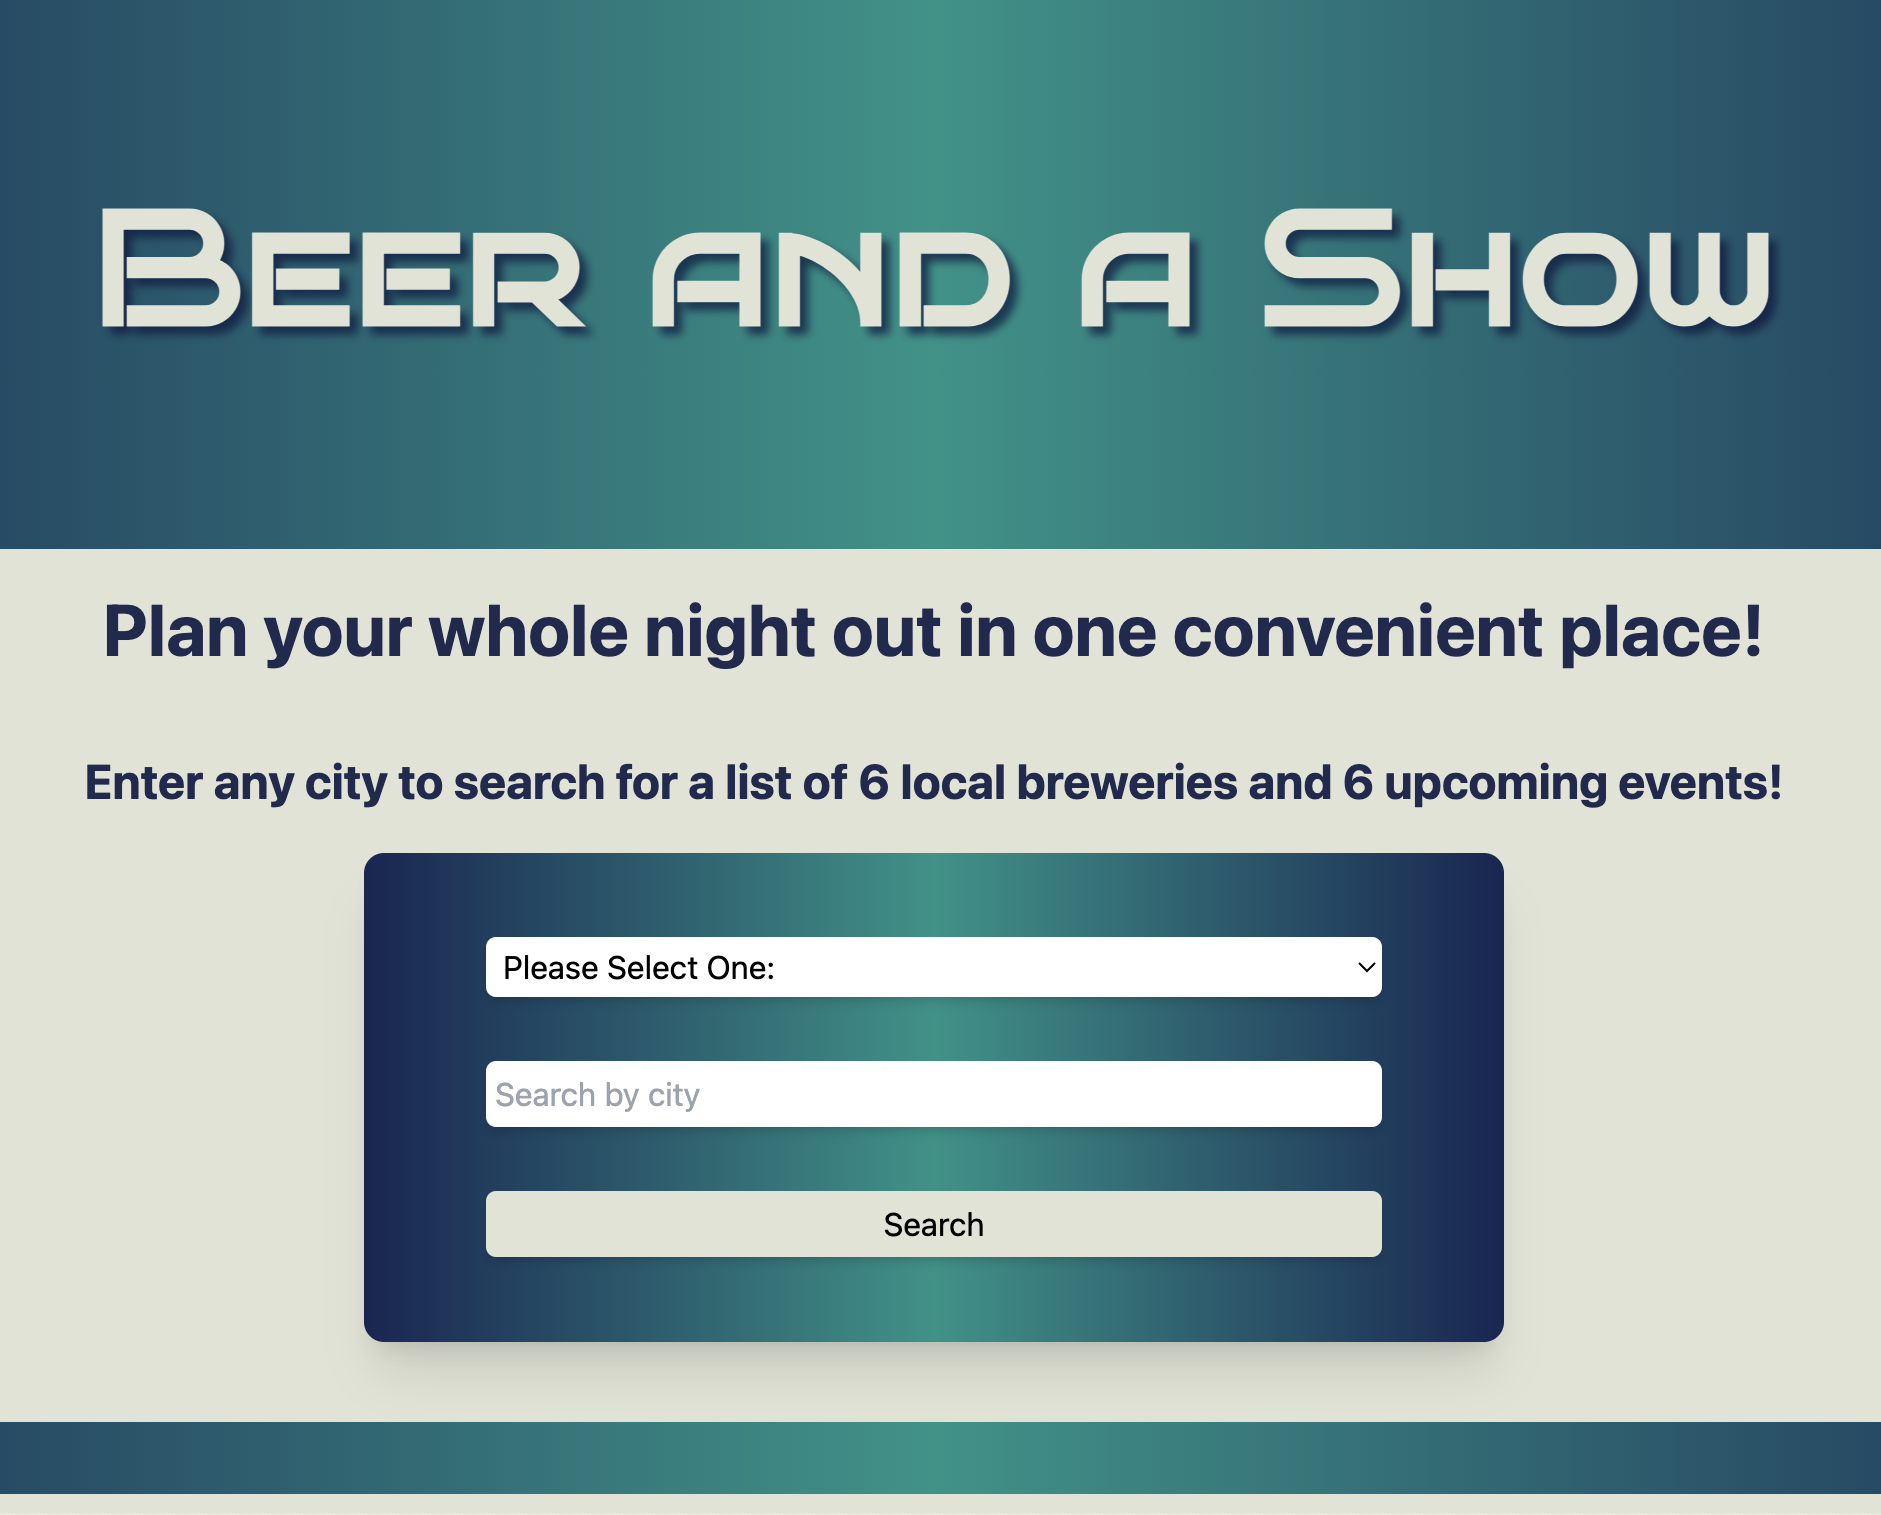 Beer and a Show
Plan your whole night out in one convenient place!
Enter any city to search for a list of 6 local breweries and 6 upcoming events!
Please Select One:
Search by city
Search